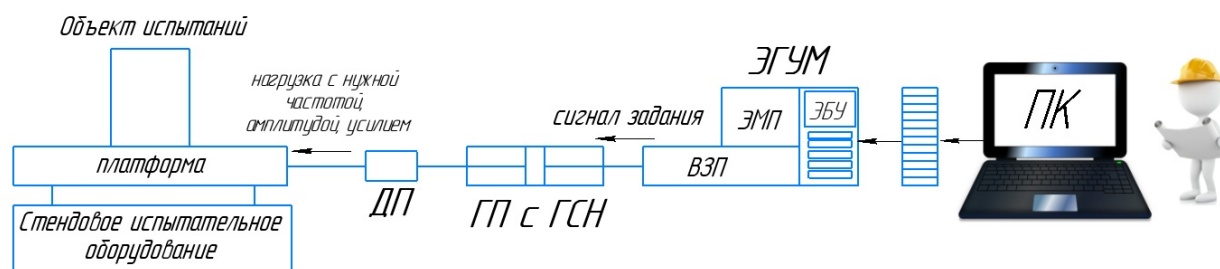 Объект испытаний
нагрузка с нужной
частотой,
амплитудой, усилием
платформа
Стендовое испытательное
оборудование
ДП
ГП с ГСН
сигнал задания
ЭГУМ
ЭМП
ЭБУ
ВЗП
ПК